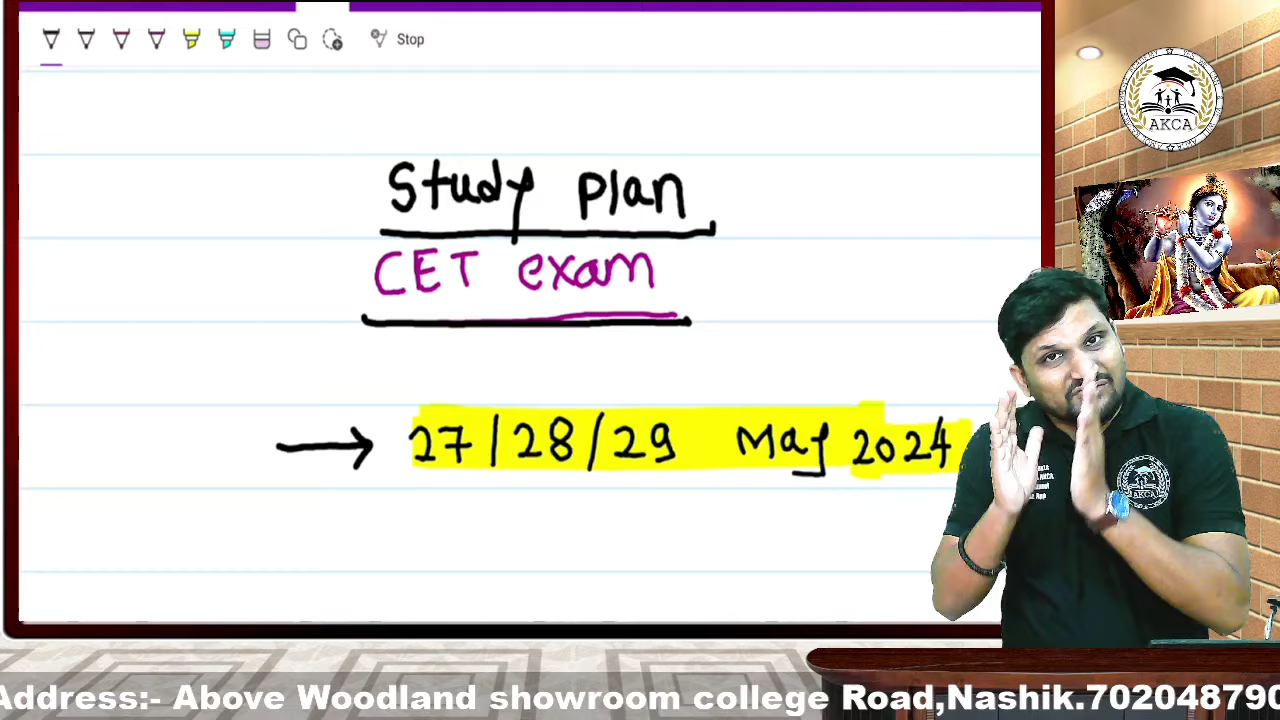 Stop
AKCA
Study Plan
CET exam
27/28/29 May 2024
Address:- Above Woodland showroom college Road,Nashik.702048790